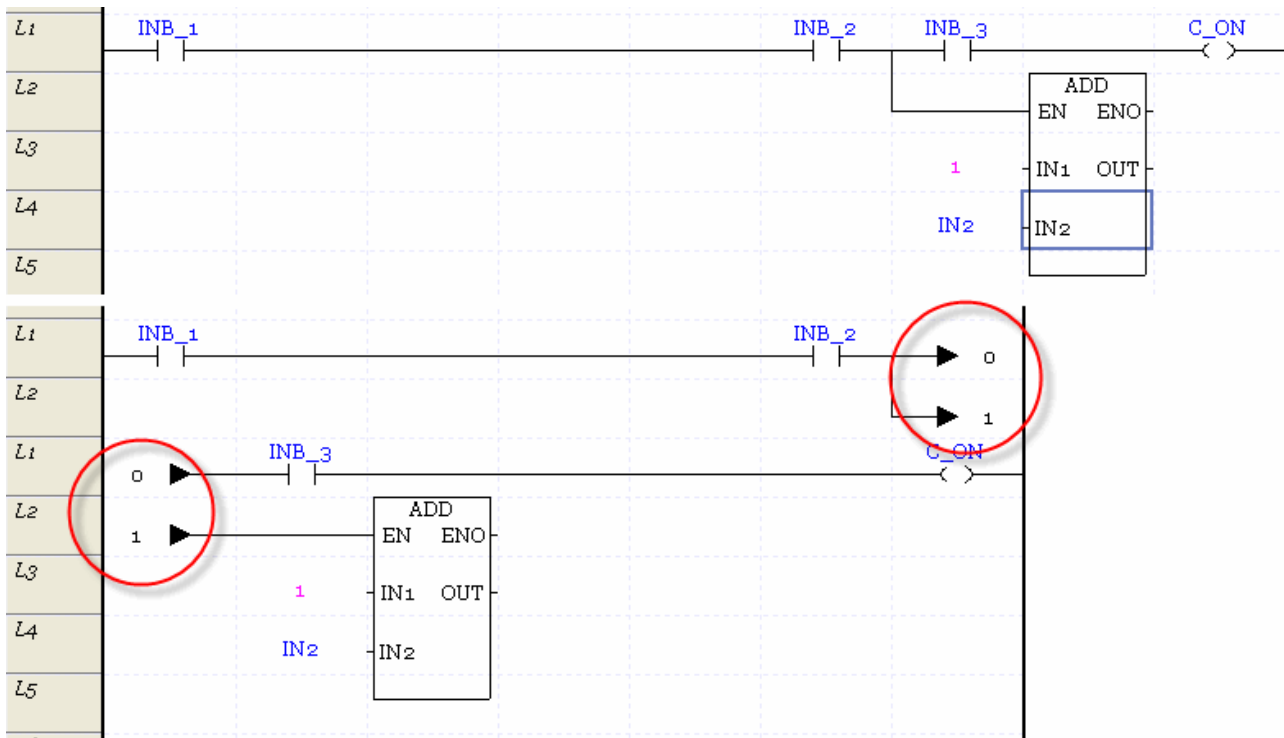 L1 INB_1 INB_2 INB_3 C_ON
L2 ADD
EN ENO
L3 1 IN1 OUT
L4 IN2 IN2
L5
L1 INB_1 INB_2 0
L2 1
L1 0 INB_3 C_ON
L2 1 ADD
EN ENO
L3 1 IN1 OUT
L4 IN2 IN2
L5